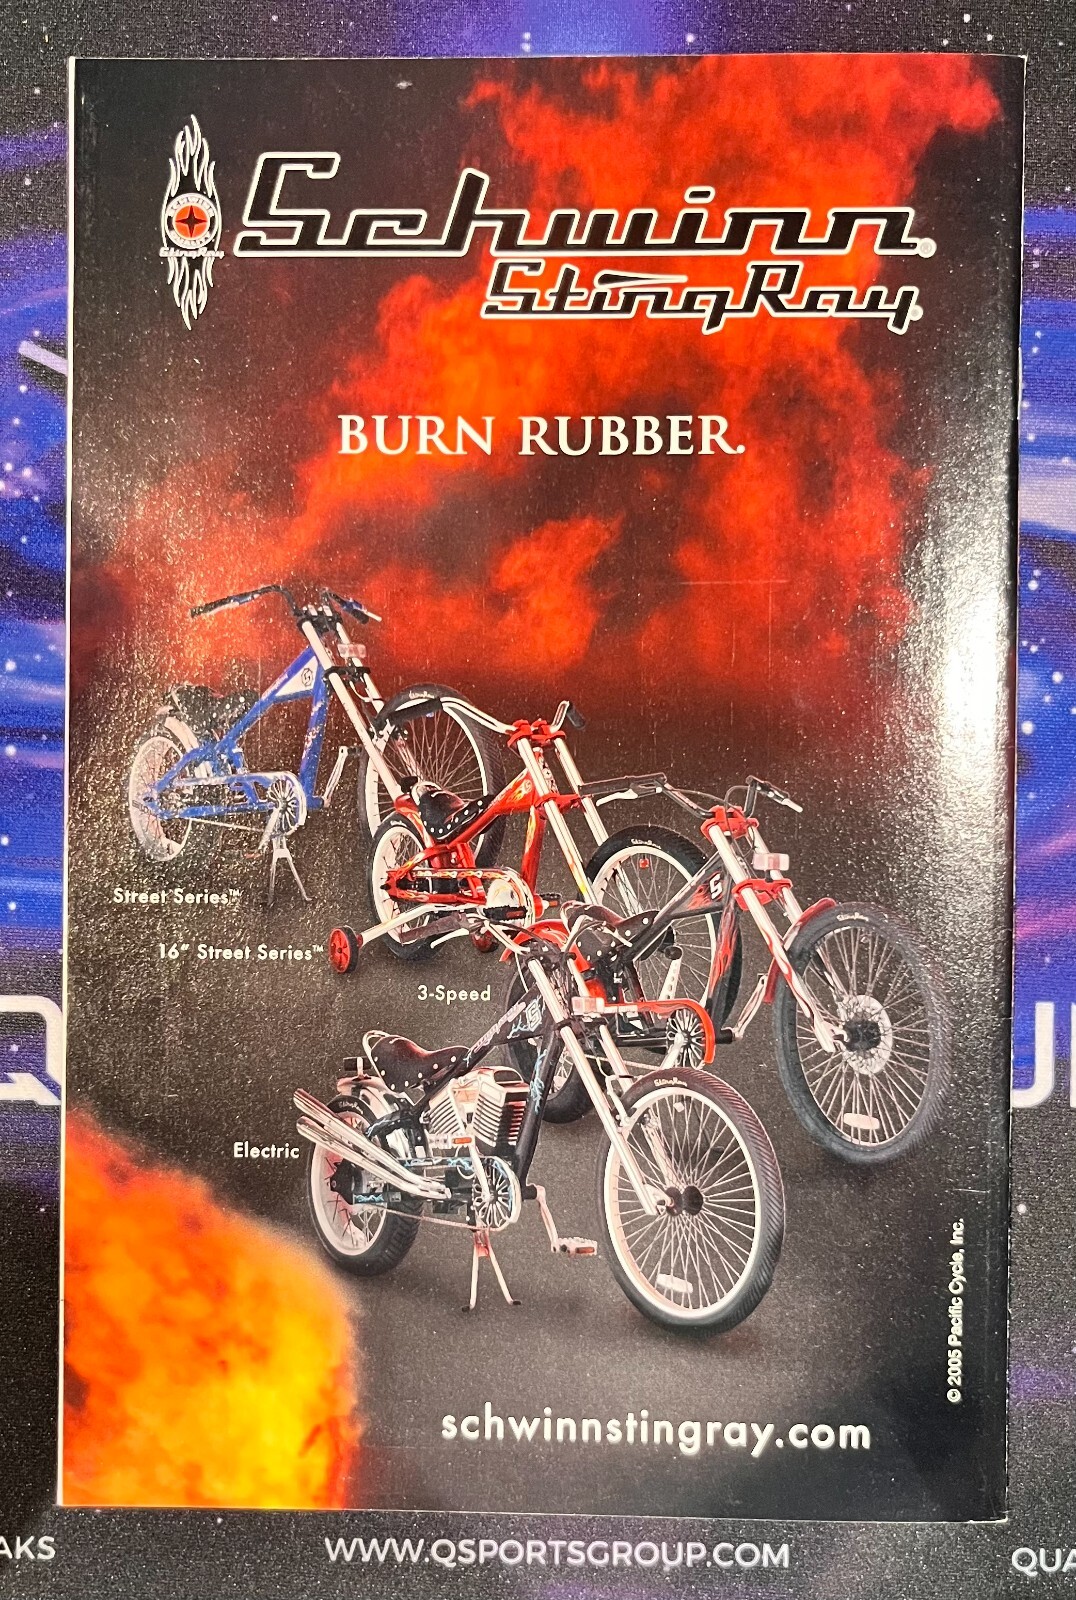 Schwinn®
StingRay®
BURN RUBBER.
Street Series™
16" Street Series™
3-Speed
Electric
© 2005 Pacific Cycle, Inc.
schwinnstingray.com
AKS
WWW.QSPORTSGROUP.COM
QUA